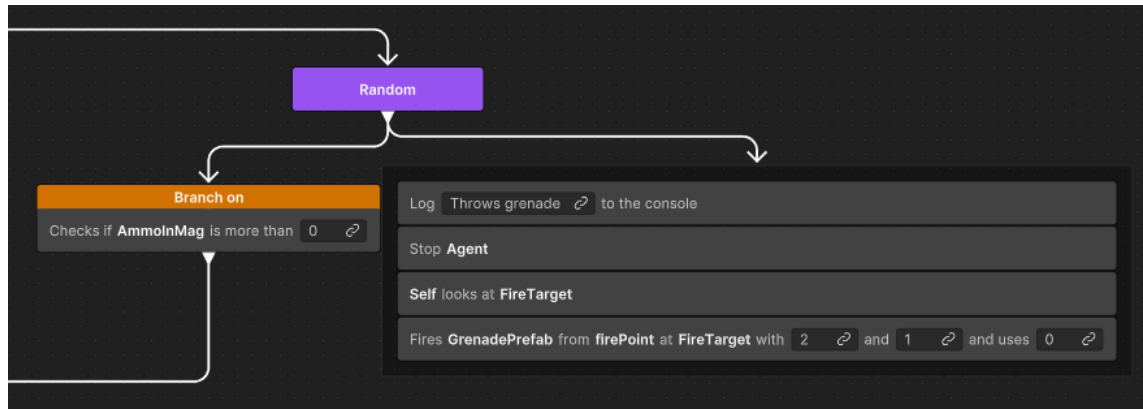 Random
Branch on
Checks if AmmoInMag is more than 0
Log Throws grenade to the console
Stop Agent
Self looks at FireTarget
Fires GrenadePrefab from firePoint at FireTarget with 2 and 1 and uses 0